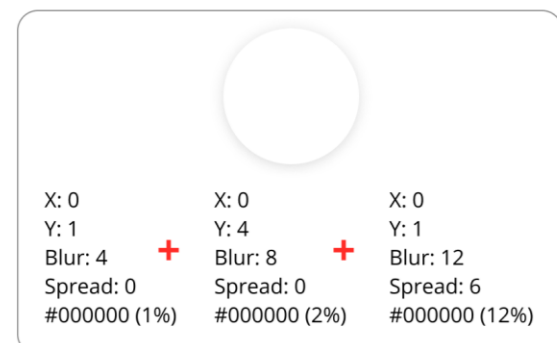 X: 0
Y: 1
Blur: 4
Spread: 0
#000000 (1%)
+
X: 0
Y: 4
Blur: 8
Spread: 0
#000000 (2%)
+
X: 0
Y: 1
Blur: 12
Spread: 6
#000000 (12%)